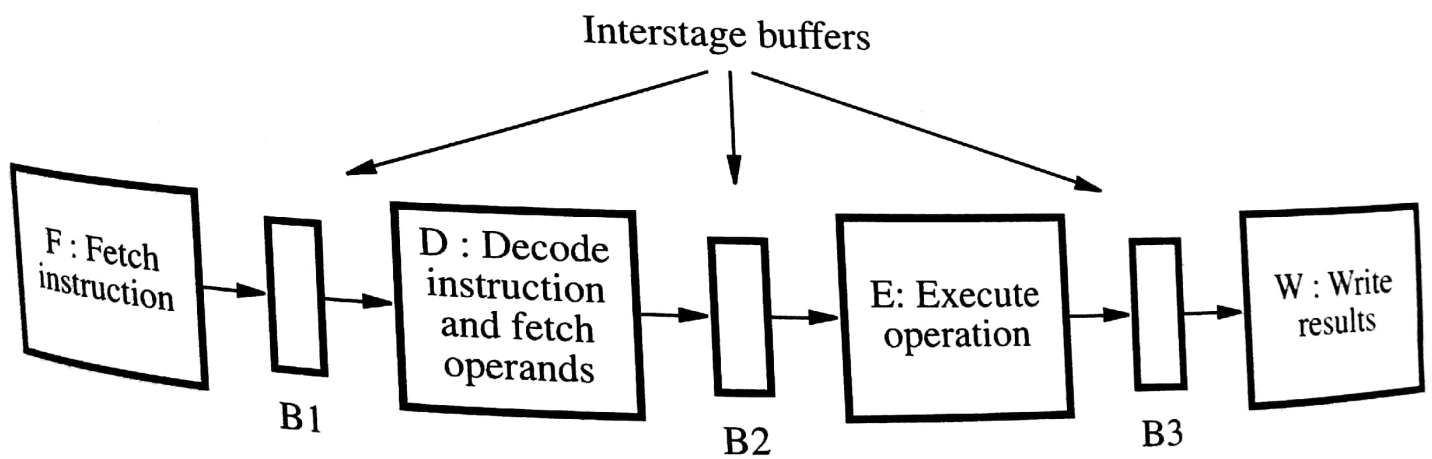 Interstage buffers
F : Fetch
instruction
D : Decode
instruction
and fetch
operands
E: Execute
operation
W : Write
results
B1
B2
B3